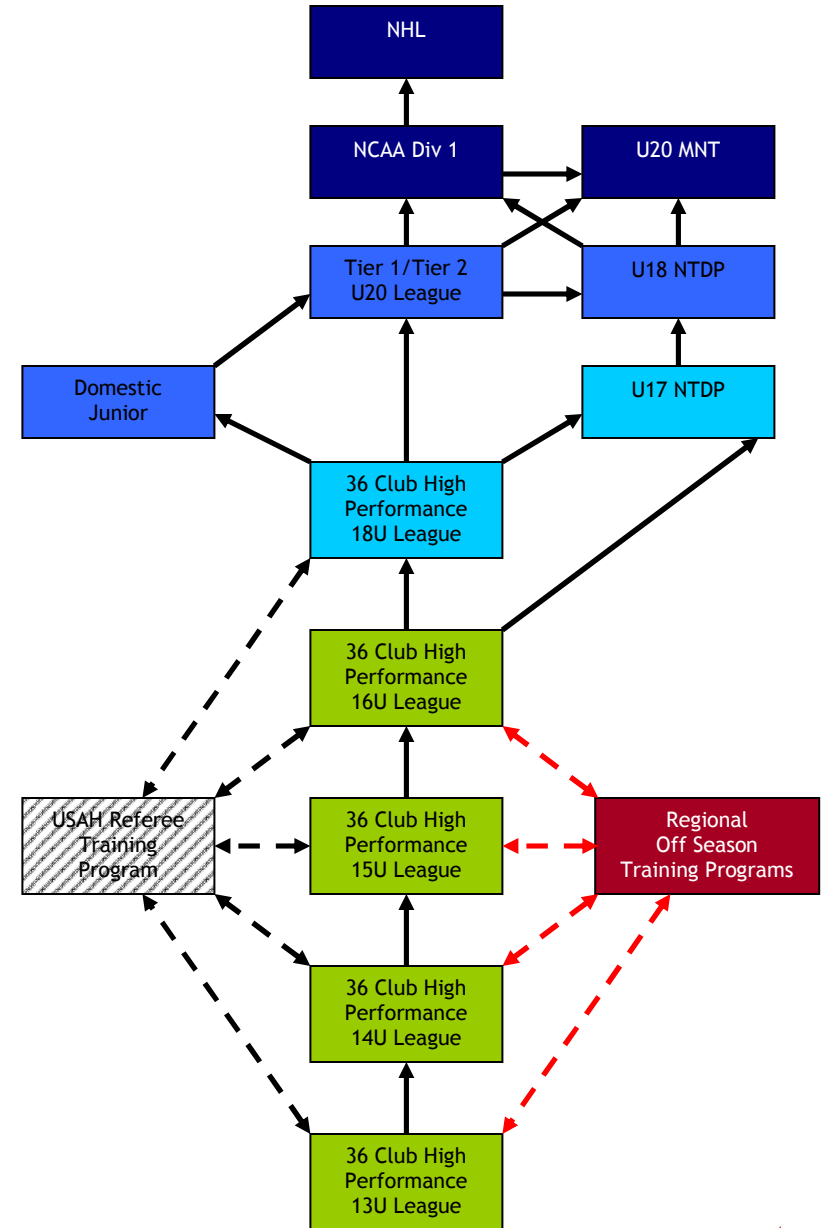 NHL
NCAA Div 1
U20 MNT
Tier 1/Tier 2
U20 League
U18 NTDP
Domestic
Junior
U17 NTDP
36 Club High
Performance
18U League
36 Club High
Performance
16U League
USAH Referee
Training
Program
36 Club High
Performance
15U League
Regional
Off Season
Training Programs
36 Club High
Performance
14U League
36 Club High
Performance
13U League